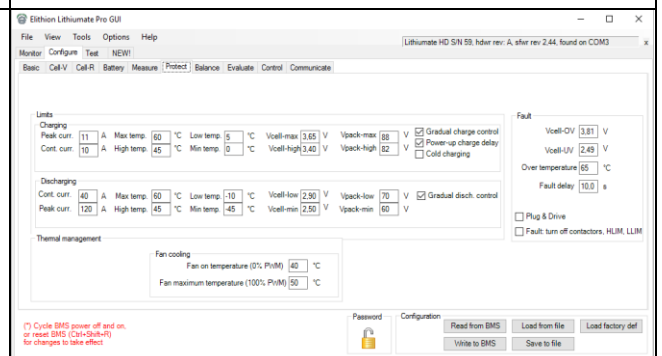 Elithion Lithiumate Pro GUI
File View Tools Options Help
Lithiumate HD S/N 59, hdwr rev: A, sfwr rev 2.44, found on COM3 x
Monitor Configure Test NEW!
Basic Cell-V Cell-R Battery Measure Protect Balance Evaluate Control Communicate
Limits
Charging
Peak curr. 11 A Max temp. 60 °C Low temp. 5 °C Vcell-max 3,65 V Vpack-max 88 V Gradual charge control
Cont. curr. 10 A High temp. 45 °C Min temp. 0 °C Vcell-high 3,40 V Vpack-high 82 V Power-up charge delay
Cold charging
Discharging
Cont. curr. 40 A Max temp. 60 °C Low temp. -10 °C Vcell-low 2,90 V Vpack-low 70 V Gradual disch. control
Peak curr. 120 A High temp. 45 °C Min temp. -45 °C Vcell-min 2,50 V Vpack-min 60 V
Fault
Vcell-OV 3,81 V
Vcell-UV 2,49 V
Over temperature 65 °C
Fault delay 10,0 s
Plug & Drive
Fault: turn off contactors, HLIM, LLIM
Thermal management
Fan cooling
Fan on temperature (0% PWM) 40 °C
Fan maximum temperature (100% PWM) 50 °C
(*) Cycle BMS power off and on,
or reset BMS (Ctrl+Shift+R)
for changes to take effect
Password
Configuration
Read from BMS Load from file Load factory def
Write to BMS Save to file